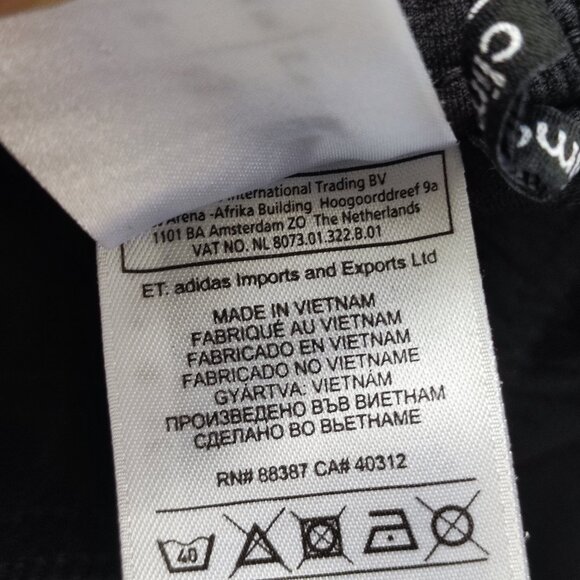 International Trading BV
Arena -Afrika Building Hoogoorddreef 9a
1101 BA Amsterdam ZO The Netherlands
VAT NO. NL 8073.01.322.B.01
ET: adidas Imports and Exports Ltd
MADE IN VIETNAM
FABRIQUÉ AU VIETNAM
FABRICADO EN VIETNAM
FABRICADO NO VIETNAME
GYÁRTVA: VIETNÁM
ПРОИЗВЕДЕНО ВЪВ ВИЕТНАМ
СДЕЛАНО ВО ВЬЕТНАМЕ
RN# 88387 CA# 40312
40